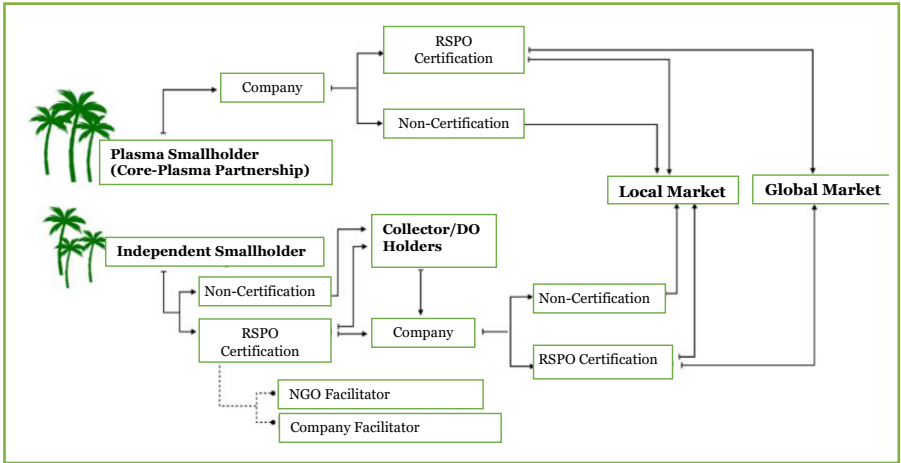 RSPO
Certification
Company
Non-Certification
Plasma Smallholder
(Core-Plasma Partnership)
Local Market
Global Market
Independent Smallholder
Collector/DO
Holders
Non-Certification
Non-Certification
RSPO
Certification
Company
RSPO Certification
NGO Facilitator
Company Facilitator